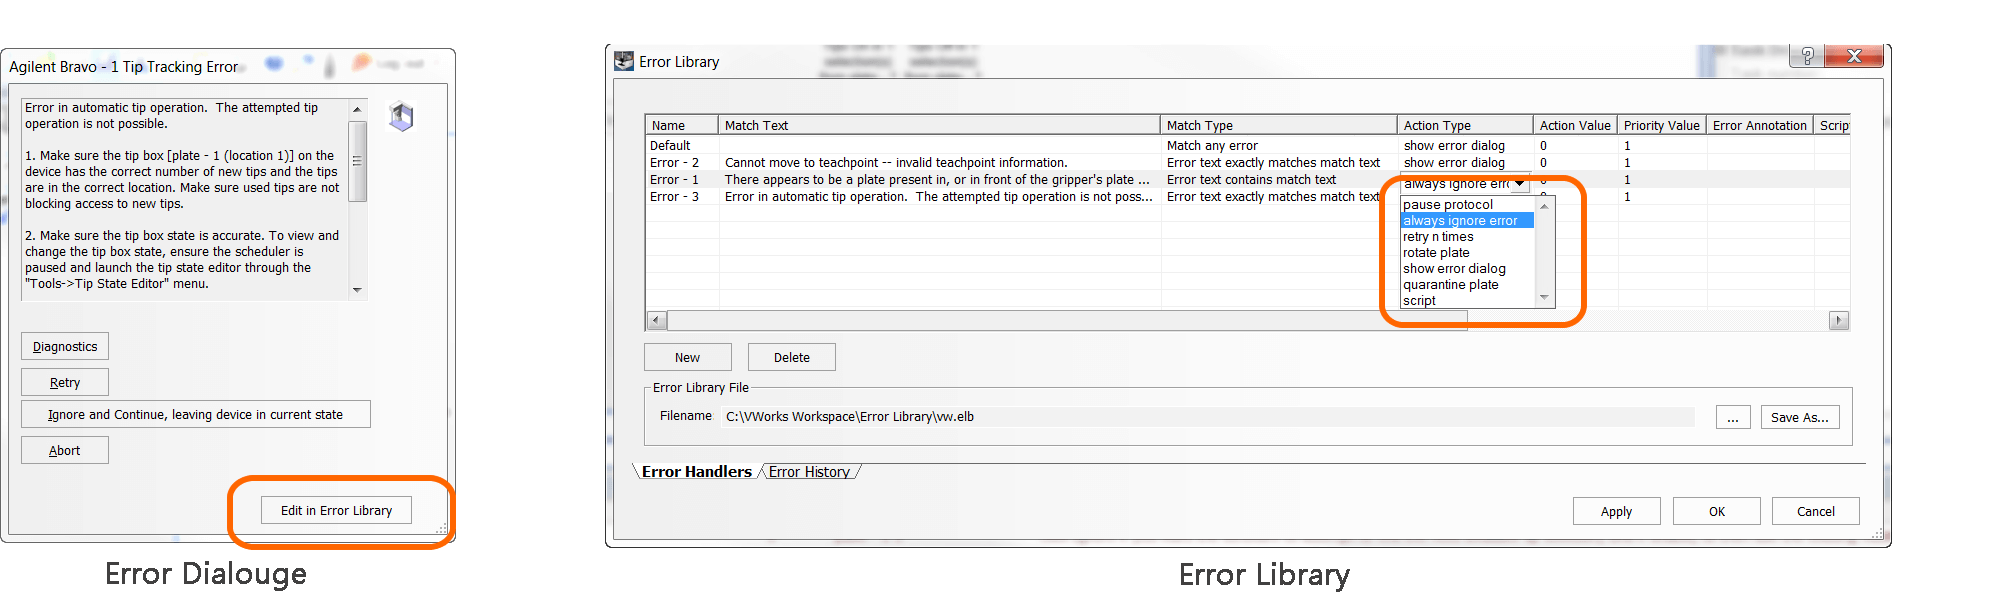 Agilent Bravo - 1 Tip Tracking Error
Error in automatic tip operation.  The attempted tip
operation is not possible.
1. Make sure the tip box [plate - 1 (location 1)] on the
device has the correct number of new tips and the tips
are in the correct location. Make sure used tips are not
blocking access to new tips.
2. Make sure the tip box state is accurate. To view and
change the tip box state, ensure the scheduler is
paused and launch the tip state editor through the
"Tools->Tip State Editor" menu.
Diagnostics
Retry
Ignore and Continue, leaving device in current state
Abort
Edit in Error Library
Error Dialouge
Error Library
Name Match Text Match Type Action Type Action Value Priority Value Error Annotation Scrip
Default Match any error show error dialog 0 1
Error - 2 Cannot move to teachpoint -- invalid teachpoint information. Error text exactly matches match text show error dialog 0 1
Error - 1 There appears to be a plate present in, or in front of the gripper's plate ... Error text contains match text always ignore err 0 1
Error - 3 Error in automatic tip operation.  The attempted tip operation is not poss... Error text exactly matches match text 1
pause protocol
always ignore error
retry n times
rotate plate
show error dialog
quarantine plate
script
New Delete
Error Library File
Filename C:\VWorks Workspace\Error Library\vw.elb ... Save As...
Error Handlers Error History
Apply OK Cancel
Error Library